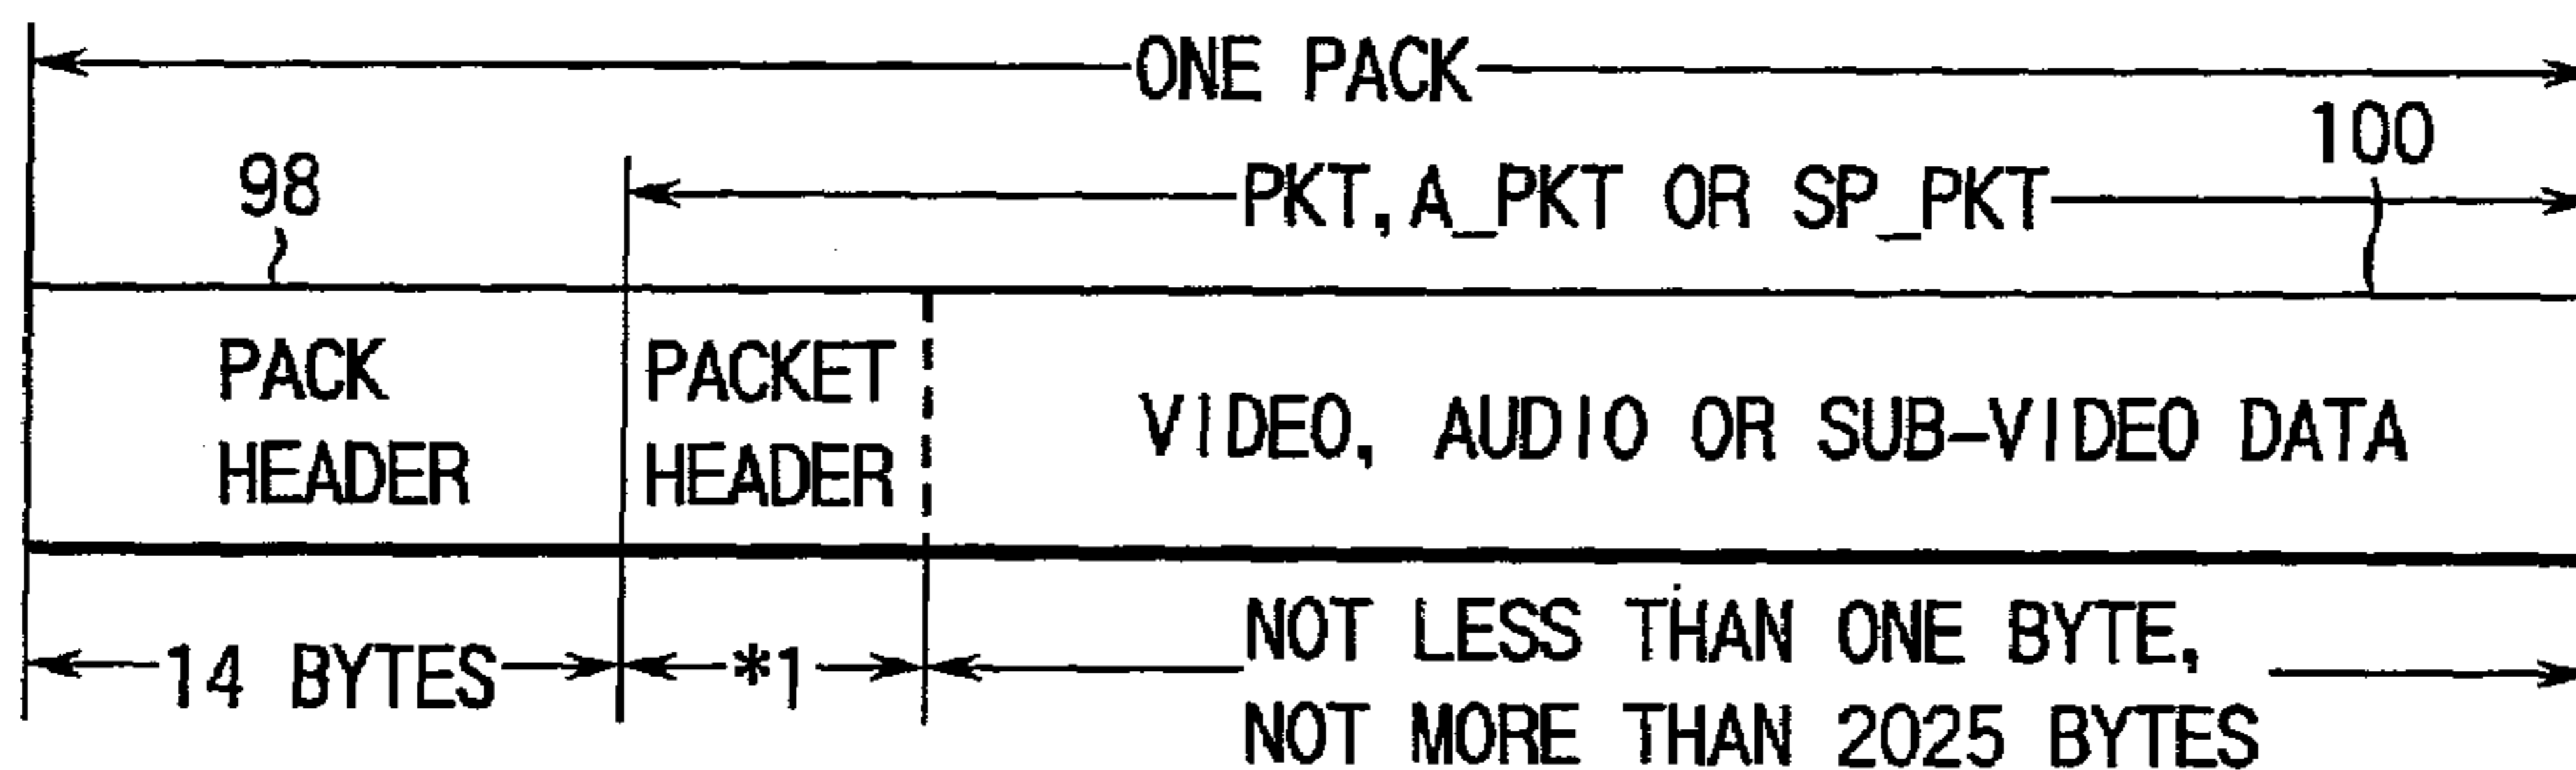 ONE PACK
98
PKT, A_PKT OR SP_PKT
100
PACK
HEADER
PACKET
HEADER
VIDEO, AUDIO OR SUB-VIDEO DATA
14 BYTES
*1
NOT LESS THAN ONE BYTE,
NOT MORE THAN 2025 BYTES